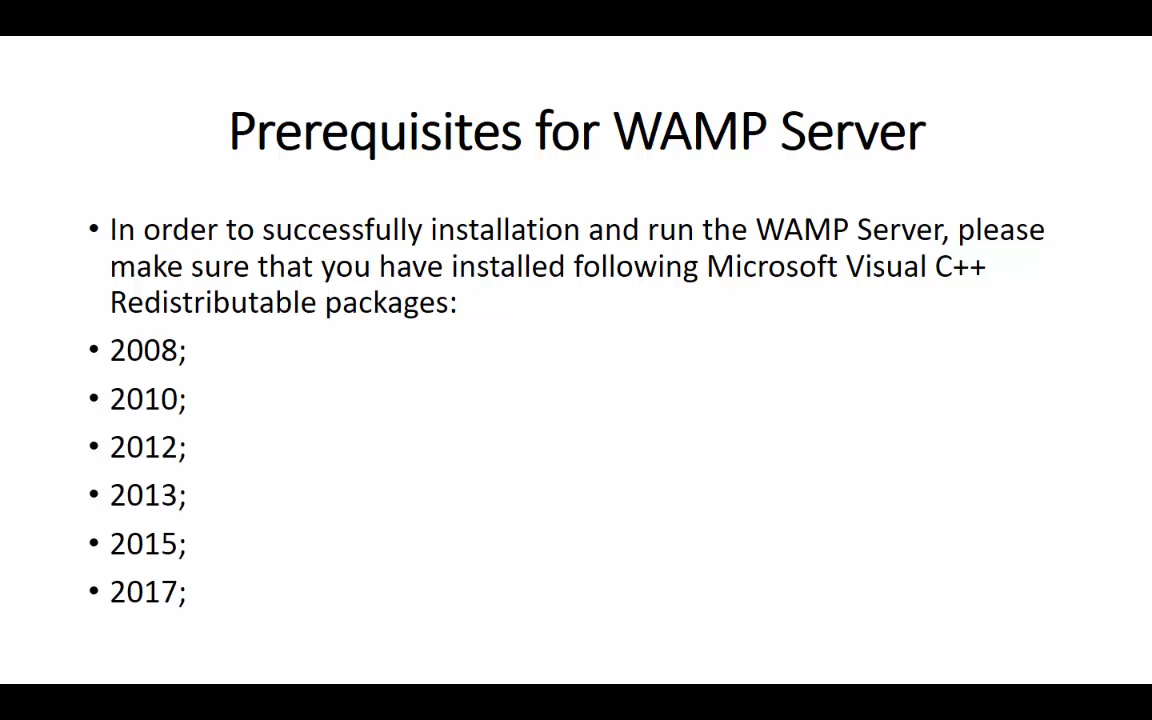 Prerequisites for WAMP Server
• In order to successfully installation and run the WAMP Server, please
make sure that you have installed following Microsoft Visual C++
Redistributable packages:
• 2008;
• 2010;
• 2012;
• 2013;
• 2015;
• 2017;